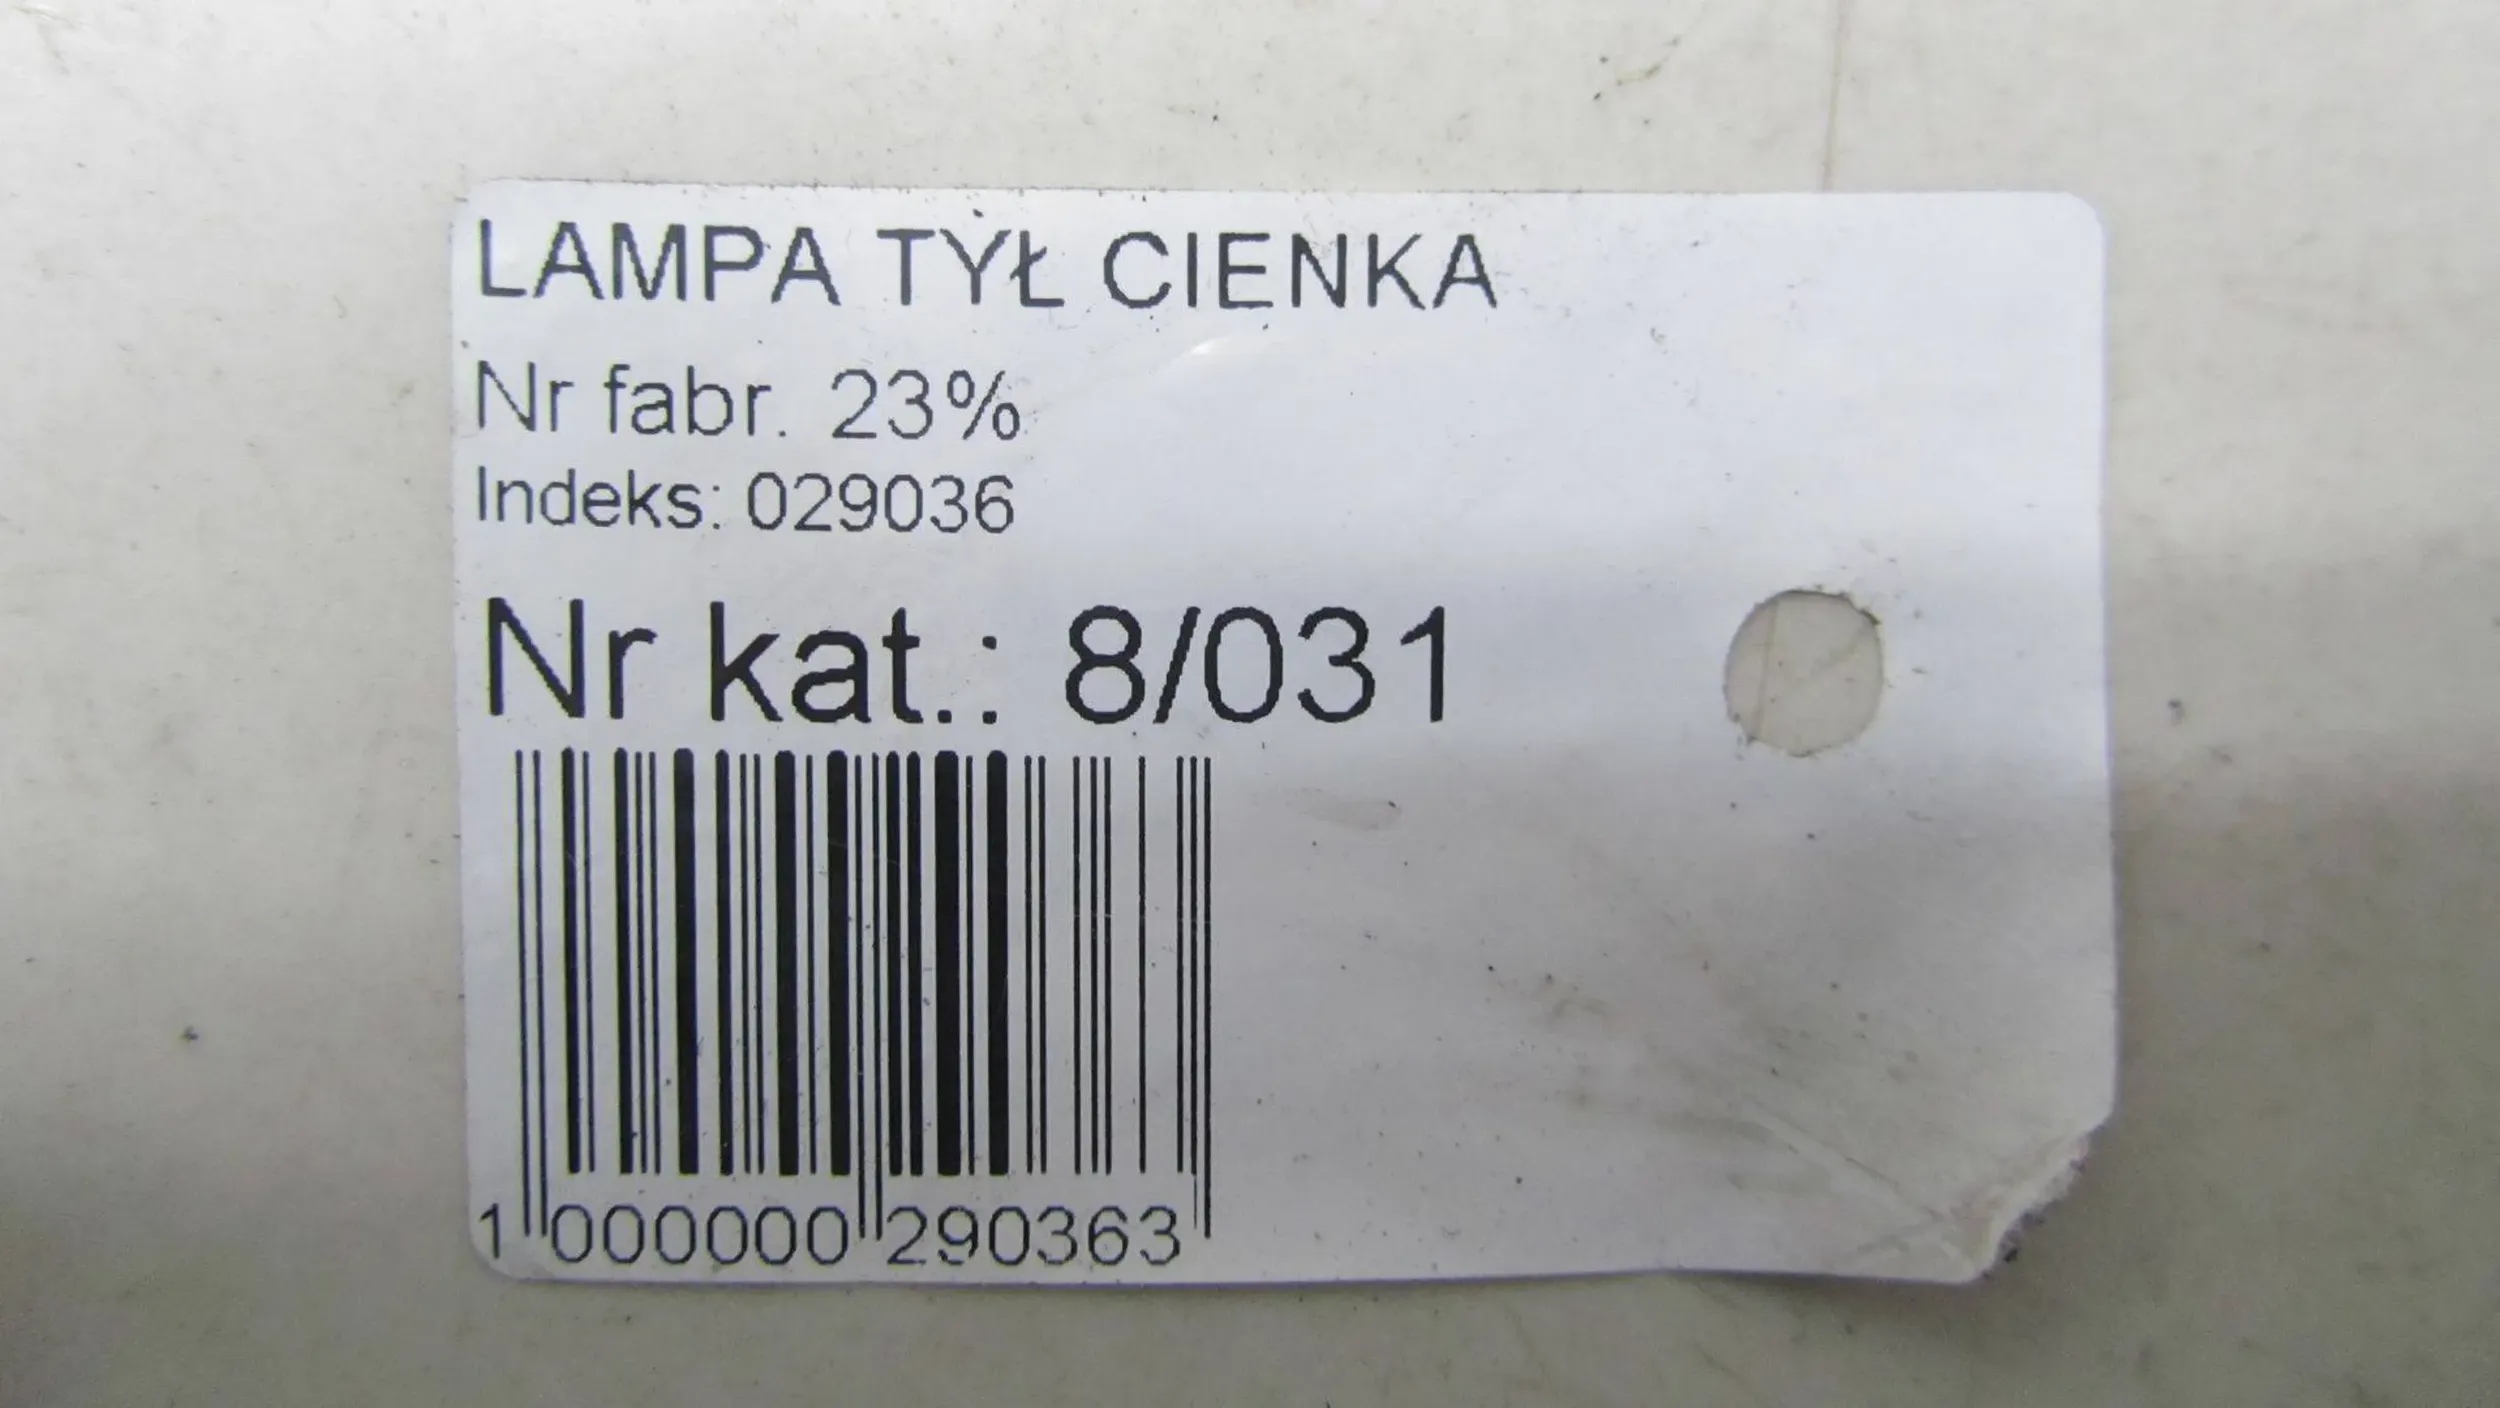 LAMPA TYŁ CIENKA
Nr fabr. 23%
Indeks: 029036
Nr kat.: 8/031
1 000000 290363